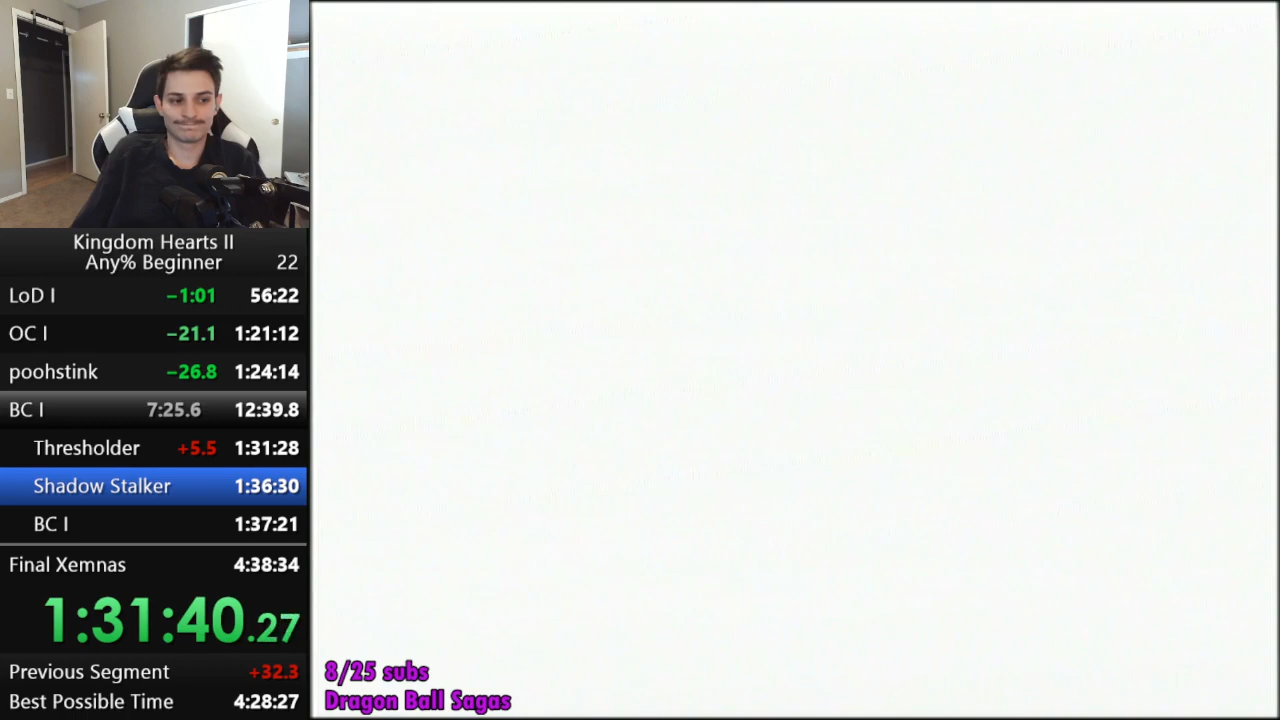 Kingdom Hearts II
Any% Beginner 22
LoD I −1:01 56:22
OC I −21.1 1:21:12
poohstink −26.8 1:24:14
BC I 7:25.6 12:39.8
Thresholder +5.5 1:31:28
Shadow Stalker 1:36:30
BC I 1:37:21
Final Xemnas 4:38:34
1:31:40.27
Previous Segment +32.3
Best Possible Time 4:28:27
8/25 subs
Dragon Ball Sagas